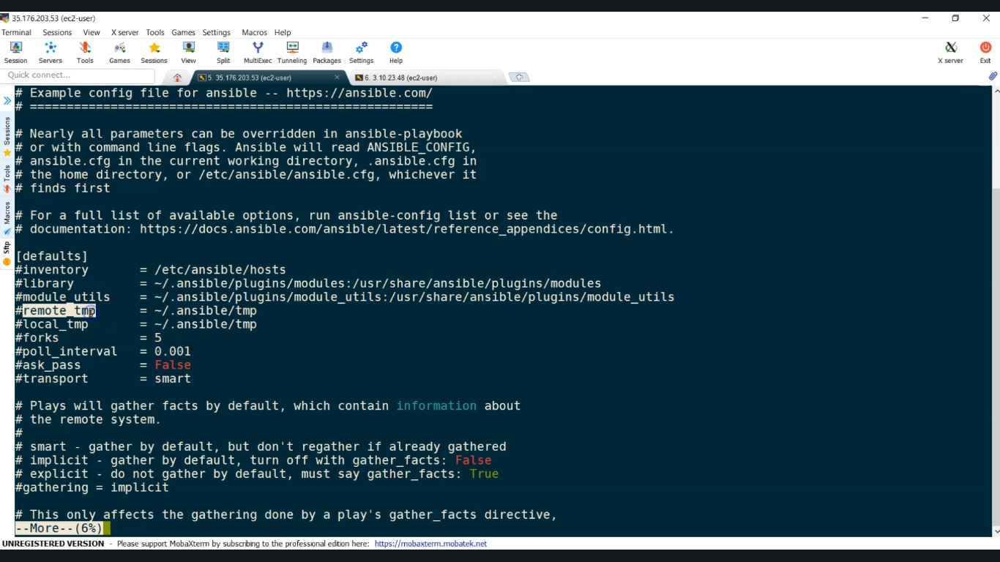 35.176.203.53 (ec2-user)
Terminal Sessions View X server Tools Games Settings Macros Help
Session Servers Tools Games Sessions View Split MultiExec Tunneling Packages Settings Help X server Exit
Quick connect... 5. 35.176.203.53 (ec2-user) 6. 3.10.23.48 (ec2-user)
Sessions
Tools
Macros
Sftp
# Example config file for ansible -- https://ansible.com/
# =======================================================
# Nearly all parameters can be overridden in ansible-playbook
# or with command line flags. Ansible will read ANSIBLE_CONFIG,
# ansible.cfg in the current working directory, .ansible.cfg in
# the home directory, or /etc/ansible/ansible.cfg, whichever it
# finds first
# For a full list of available options, run ansible-config list or see the
# documentation: https://docs.ansible.com/ansible/latest/reference_appendices/config.html.
[defaults]
#inventory = /etc/ansible/hosts
#library = ~/.ansible/plugins/modules:/usr/share/ansible/plugins/modules
#module_utils = ~/.ansible/plugins/module_utils:/usr/share/ansible/plugins/module_utils
#remote_tmp = ~/.ansible/tmp
#local_tmp = ~/.ansible/tmp
#forks = 5
#poll_interval = 0.001
#ask_pass = False
#transport = smart
# Plays will gather facts by default, which contain information about
# the remote system.
#
# smart - gather by default, but don't regather if already gathered
# implicit - gather by default, turn off with gather_facts: False
# explicit - do not gather by default, must say gather_facts: True
#gathering = implicit
# This only affects the gathering done by a play's gather_facts directive,
--More--(6%)
UNREGISTERED VERSION - Please support MobaXterm by subscribing to the professional edition here: https://mobaxterm.mobatek.net